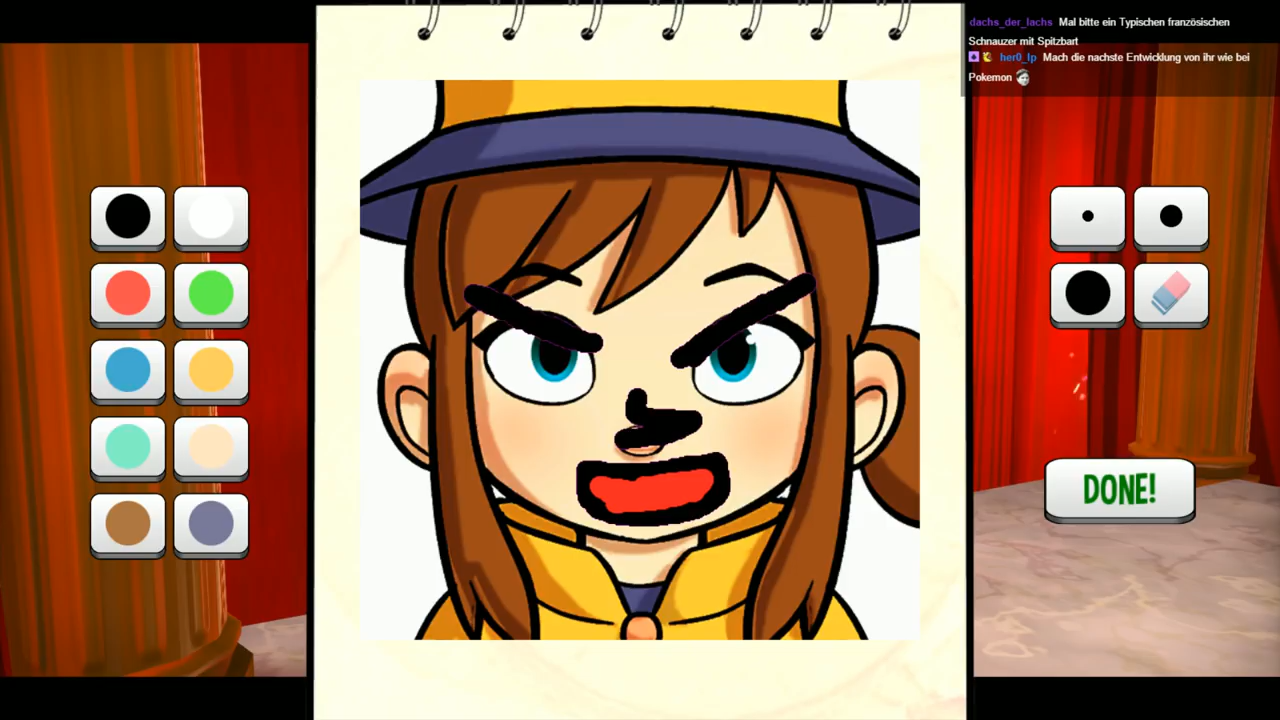 dachs_der_lachs Mal bitte ein Typischen französischen
Schnauzer mit Spitzbart
her0_lp Mach die nachste Entwicklung von ihr wie bei
Pokemon
DONE!